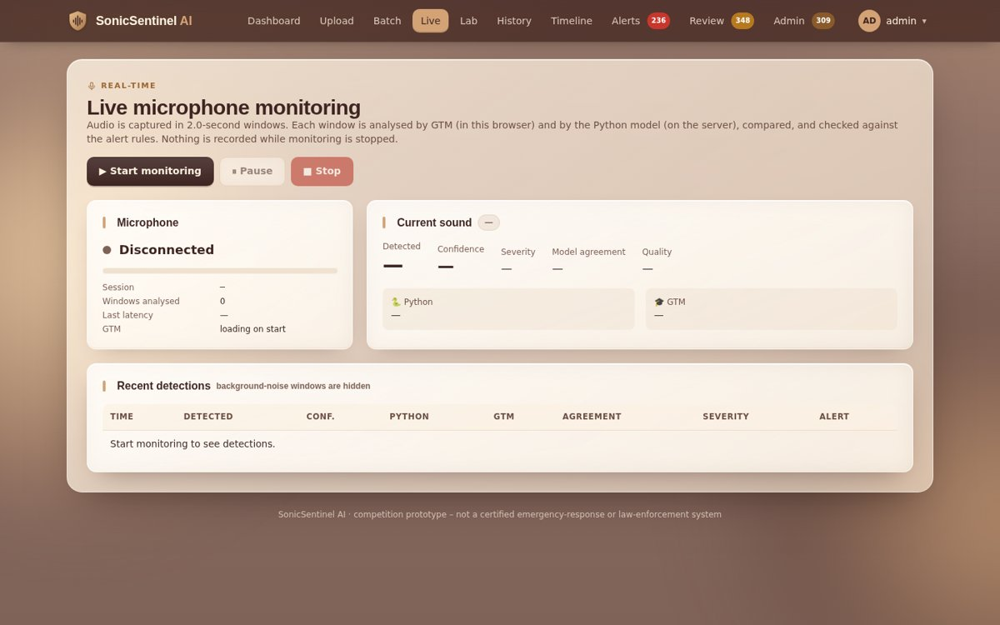 SonicSentinel AI
Dashboard
Upload
Batch
Live
Lab
History
Timeline
Alerts 236
Review 348
Admin 309
AD admin ▾
REAL-TIME
Live microphone monitoring
Audio is captured in 2.0-second windows. Each window is analysed by GTM (in this browser) and by the Python model (on the server), compared, and checked against
the alert rules. Nothing is recorded while monitoring is stopped.
▶ Start monitoring
Pause
Stop
Microphone
Disconnected
Session –
Windows analysed 0
Last latency —
GTM loading on start
Current sound —
Detected
—
Confidence
—
Severity
—
Model agreement
—
Quality
—
Python
—
GTM
—
Recent detections background-noise windows are hidden
TIME DETECTED CONF. PYTHON GTM AGREEMENT SEVERITY ALERT
Start monitoring to see detections.
SonicSentinel AI · competition prototype – not a certified emergency-response or law-enforcement system